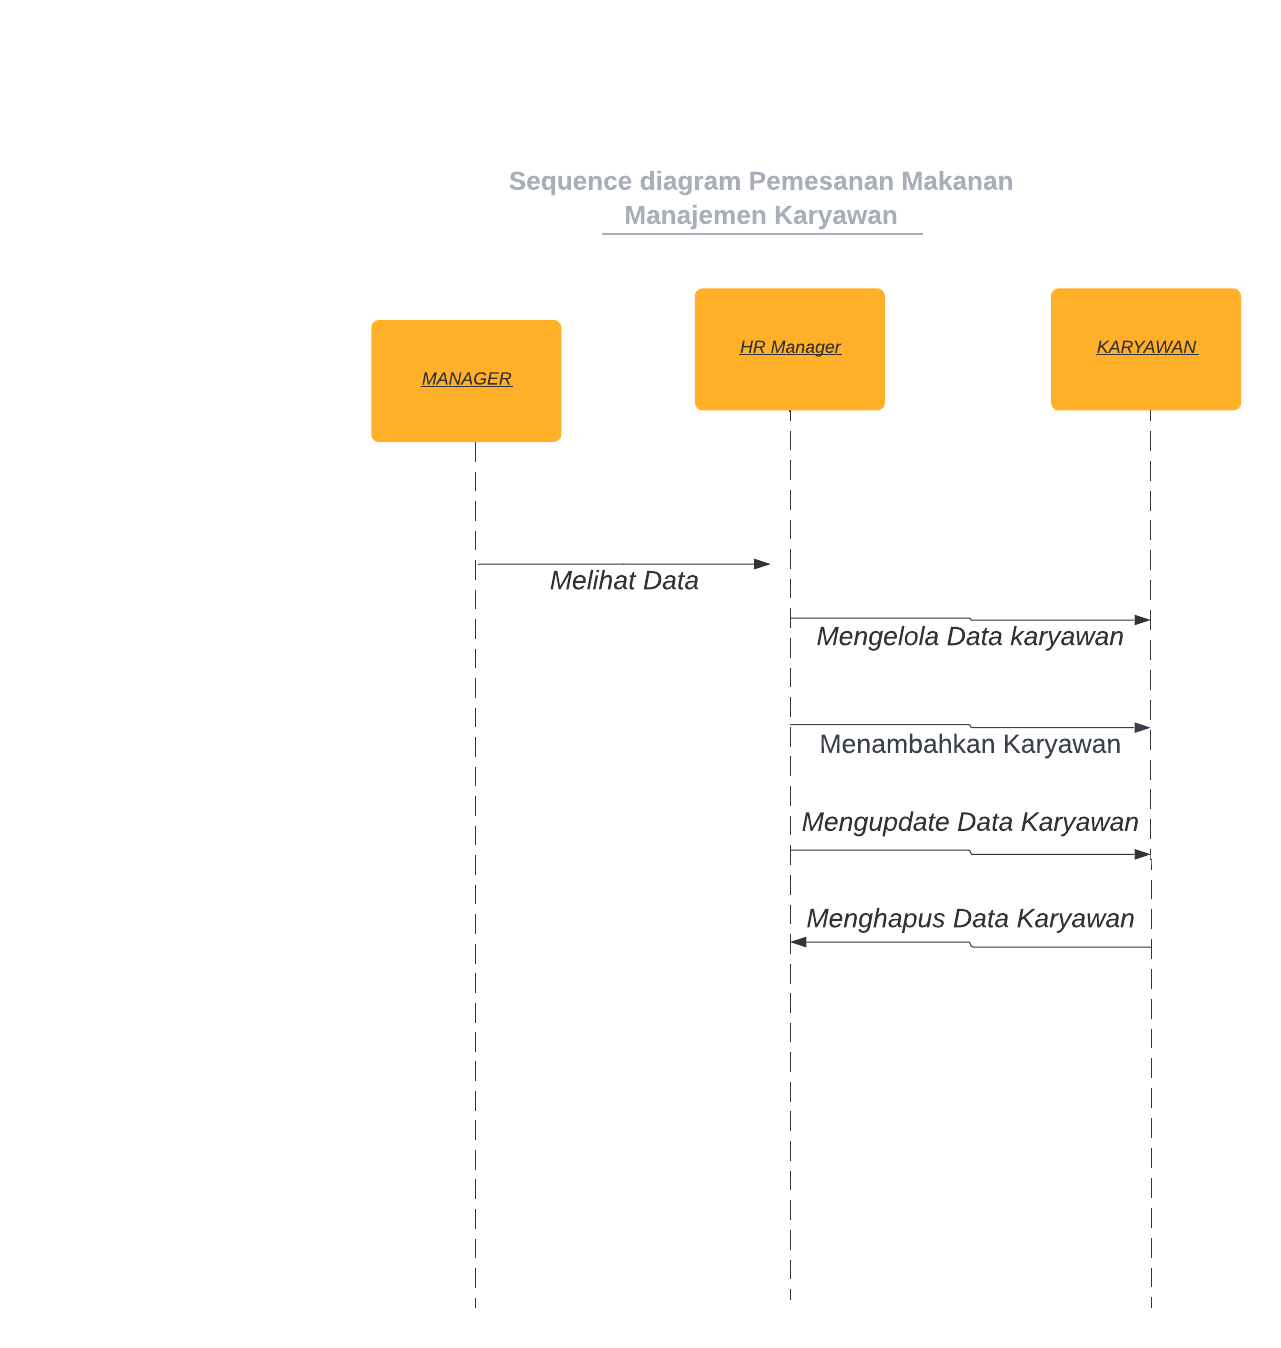 Sequence diagram Pemesanan Makanan
Manajemen Karyawan
HR Manager
KARYAWAN
MANAGER
Melihat Data
Mengelola Data karyawan
Menambahkan Karyawan
Mengupdate Data Karyawan
Menghapus Data Karyawan